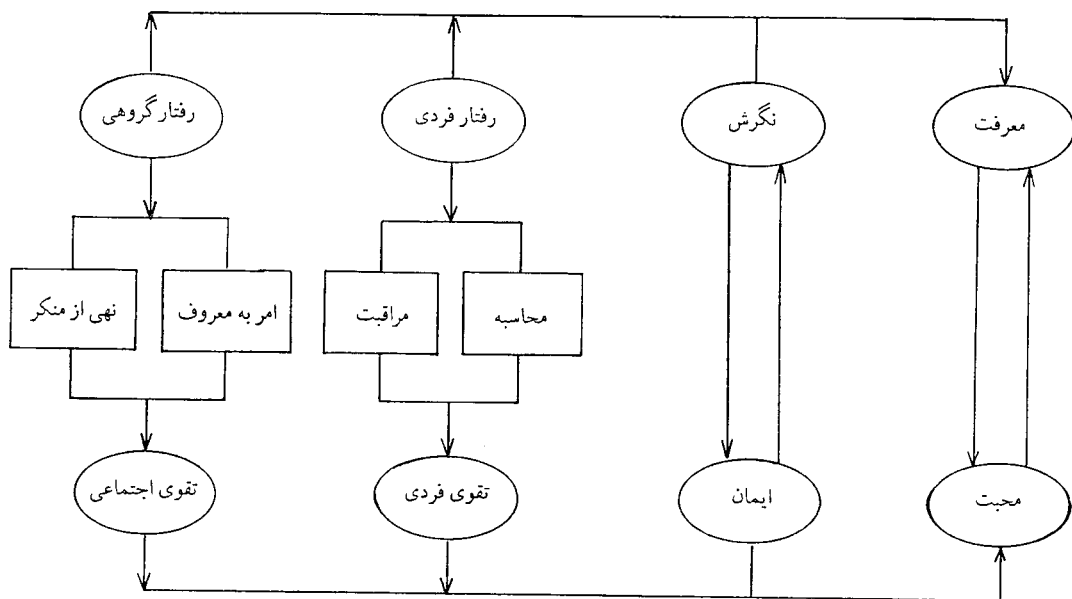 معرفت
نگرش
رفتار فردی
رفتار گروهی
محاسبه
مراقبت
امر به معروف
نهی از منکر
محبت
ایمان
تقوی فردی
تقوی اجتماعی